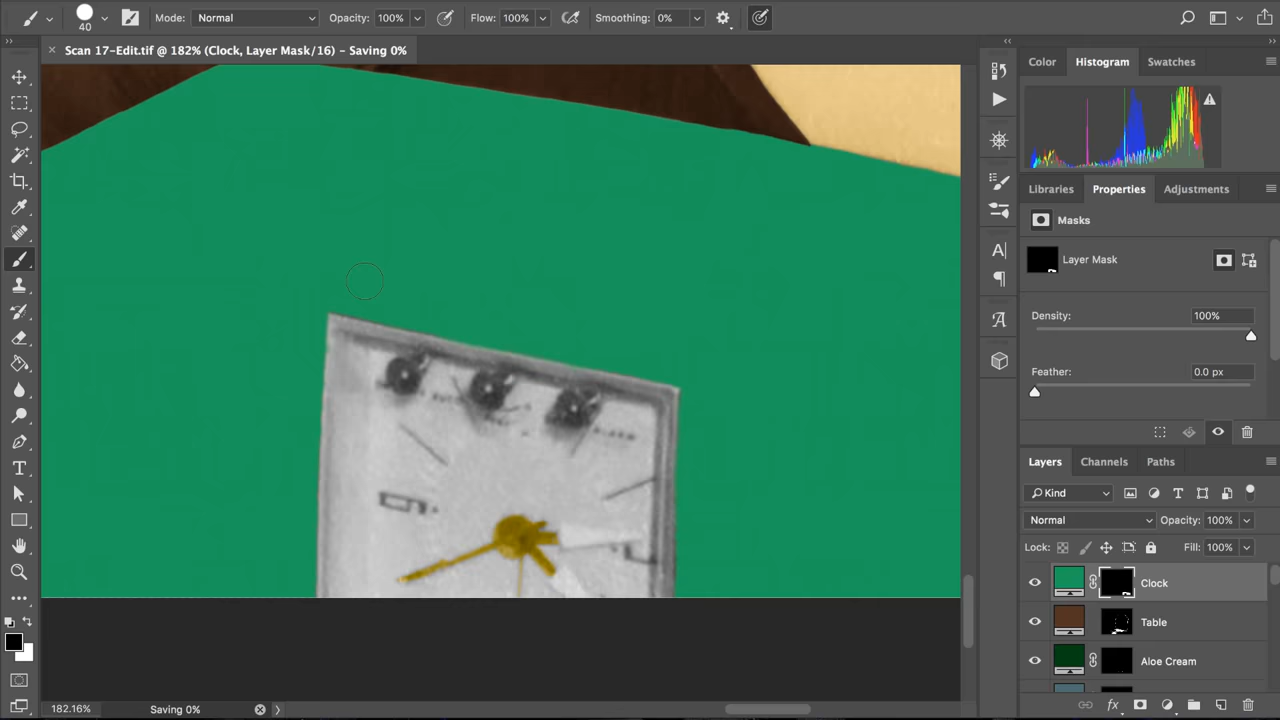 40
Mode: Normal
Opacity: 100%
Flow: 100%
Smoothing: 0%
Scan 17-Edit.tif @ 182% (Clock, Layer Mask/16) – Saving 0%
Color
Histogram
Swatches
Libraries
Properties
Adjustments
Masks
Layer Mask
Density: 100%
Feather: 0.0 px
Layers
Channels
Paths
Kind
Normal
Opacity: 100%
Lock:
Fill: 100%
Clock
Table
Aloe Cream
182.16%
Saving 0%